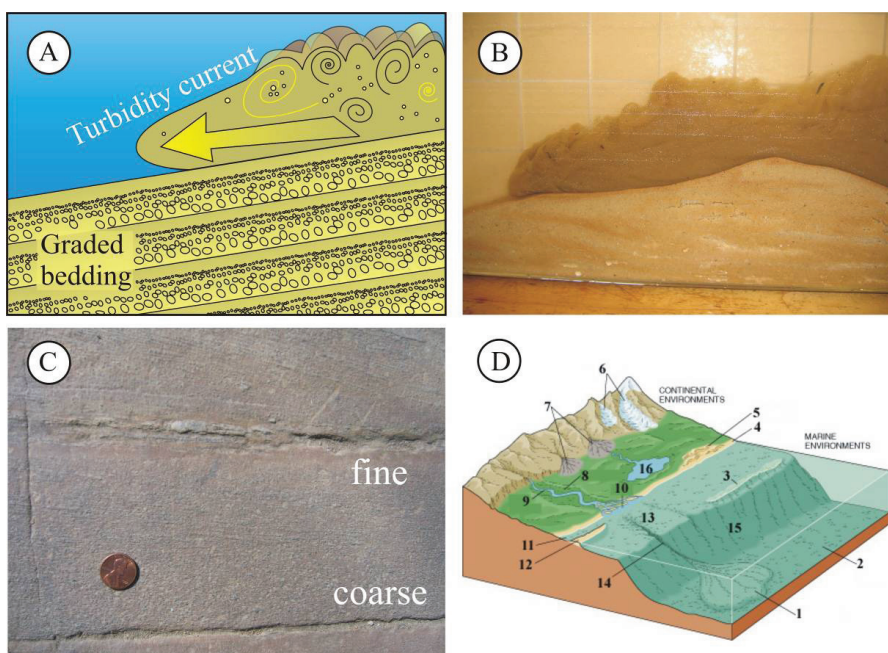 A
Turbidity current
Graded
bedding
B
C
fine
coarse
D
6
CONTINENTAL
ENVIRONMENTS
7
5
4
MARINE
ENVIRONMENTS
3
16
8
9
10
13
15
11
12
2
14
1